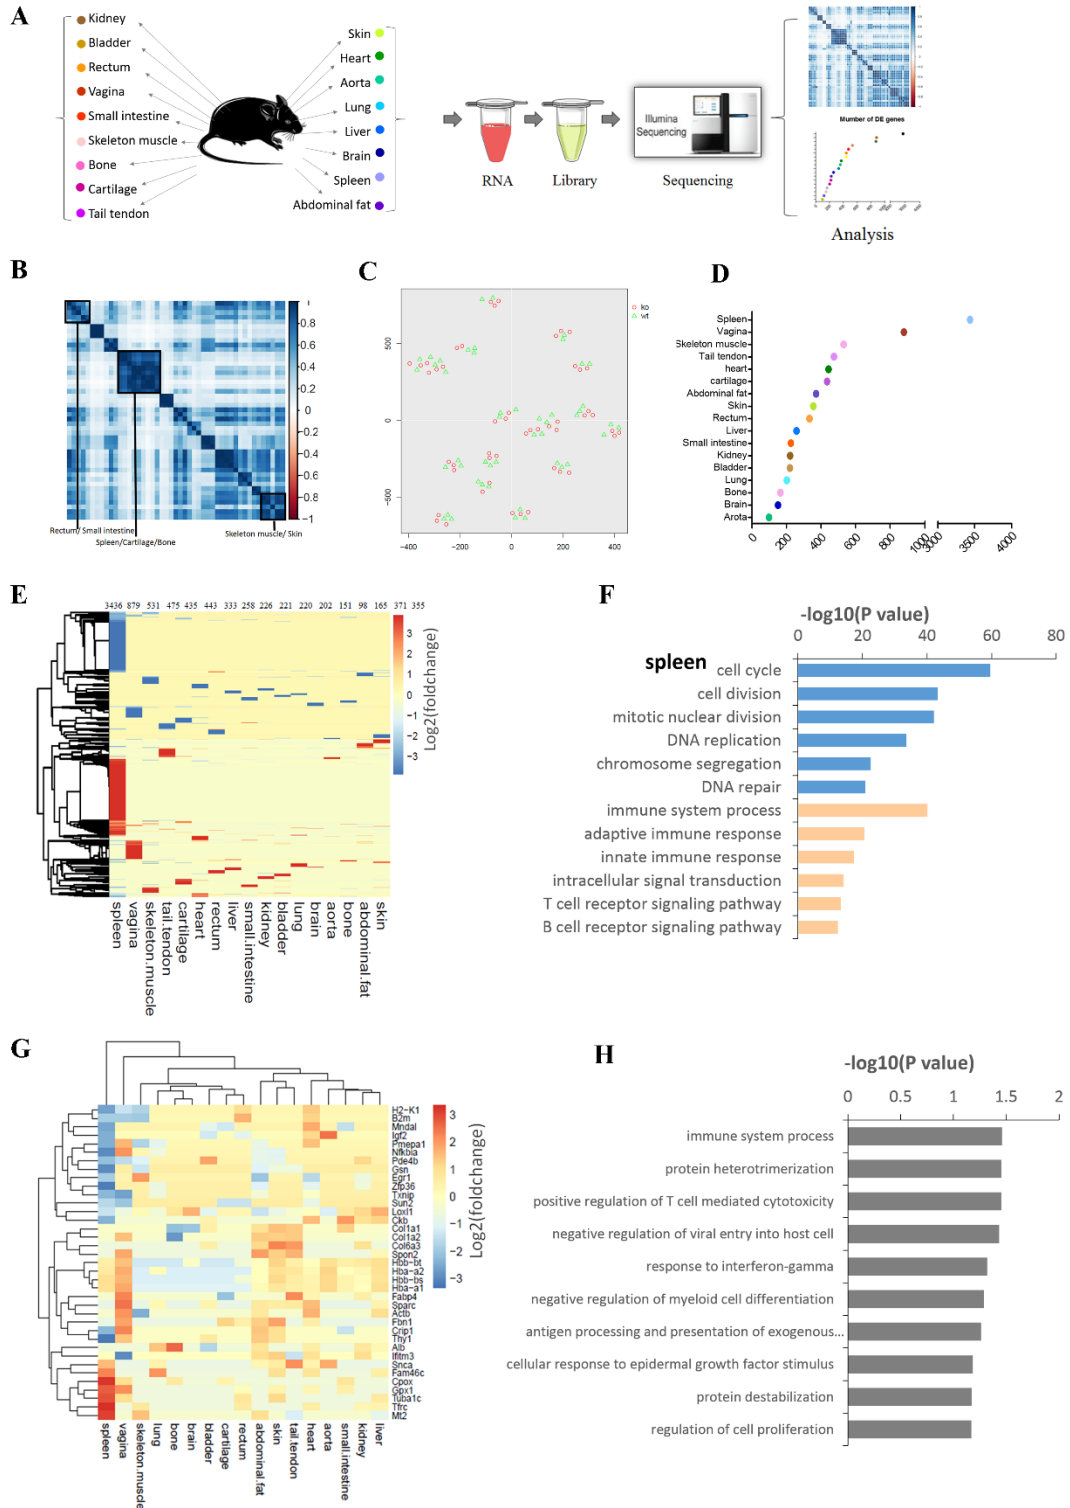 A
Kidney
Bladder
Rectum
Vagina
Small intestine
Skeleton muscle
Bone
Cartilage
Tail tendon
Skin
Heart
Aorta
Lung
Liver
Brain
Spleen
Abdominal fat
RNA
Library
Illumina
Sequencing
Sequencing
Number of DE genes
Analysis
B
1
0.8
0.6
0.4
0.2
0
−0.2
−0.4
−0.6
−0.8
−1
Rectum/ Small intestine
Spleen/Cartilage/Bone
Skeleton muscle/ Skin
C
ko
wt
500
0
−500
−400
−200
0
200
400
D
Spleen
Vagina
Skeleton muscle
Tail tendon
heart
cartilage
Abdominal fat
Skin
Rectum
Liver
Small intestine
Kidney
Bladder
Lung
Bone
Brain
Arota
0
200
400
600
800
1000
3000
3500
4000
E
3436 879 531 475 435 443 333 258 226 221 220 202 151 98 165 371 355
3
2
1
0
−1
−2
−3
Log2(foldchange)
spleen
vagina
skeleton.muscle
tail.tendon
cartilage
heart
rectum
liver
small.intestine
kidney
bladder
lung
brain
aorta
bone
abdominal.fat
skin
F
-log10(P value)
0 20 40 60 80
spleen
cell cycle
cell division
mitotic nuclear division
DNA replication
chromosome segregation
DNA repair
immune system process
adaptive immune response
innate immune response
intracellular signal transduction
T cell receptor signaling pathway
B cell receptor signaling pathway
G
H2−K1
B2m
Mndal
Igf2
Pmepa1
Nfkbia
Pde4b
Gsn
Egr1
Zfp36
Txnip
Sun2
Loxl1
Ckb
Col1a1
Col1a2
Col6a3
Spon2
Hbb−bt
Hba−a2
Hbb−bs
Hba−a1
Fabp4
Sparc
Actb
Fbn1
Crip1
Thy1
Alb
Ifitm3
Snca
Fam46c
Cpox
Gpx1
Tuba1c
Tfrc
Mt2
3
2
1
0
−1
−2
−3
Log2(foldchange)
spleen
vagina
skeleton.muscle
lung
bone
brain
bladder
cartilage
rectum
abdominal.fat
skin
tail.tendon
heart
aorta
small.intestine
kidney
liver
H
-log10(P value)
0 0.5 1 1.5 2
immune system process
protein heterotrimerization
positive regulation of T cell mediated cytotoxicity
negative regulation of viral entry into host cell
response to interferon-gamma
negative regulation of myeloid cell differentiation
antigen processing and presentation of exogenous...
cellular response to epidermal growth factor stimulus
protein destabilization
regulation of cell proliferation